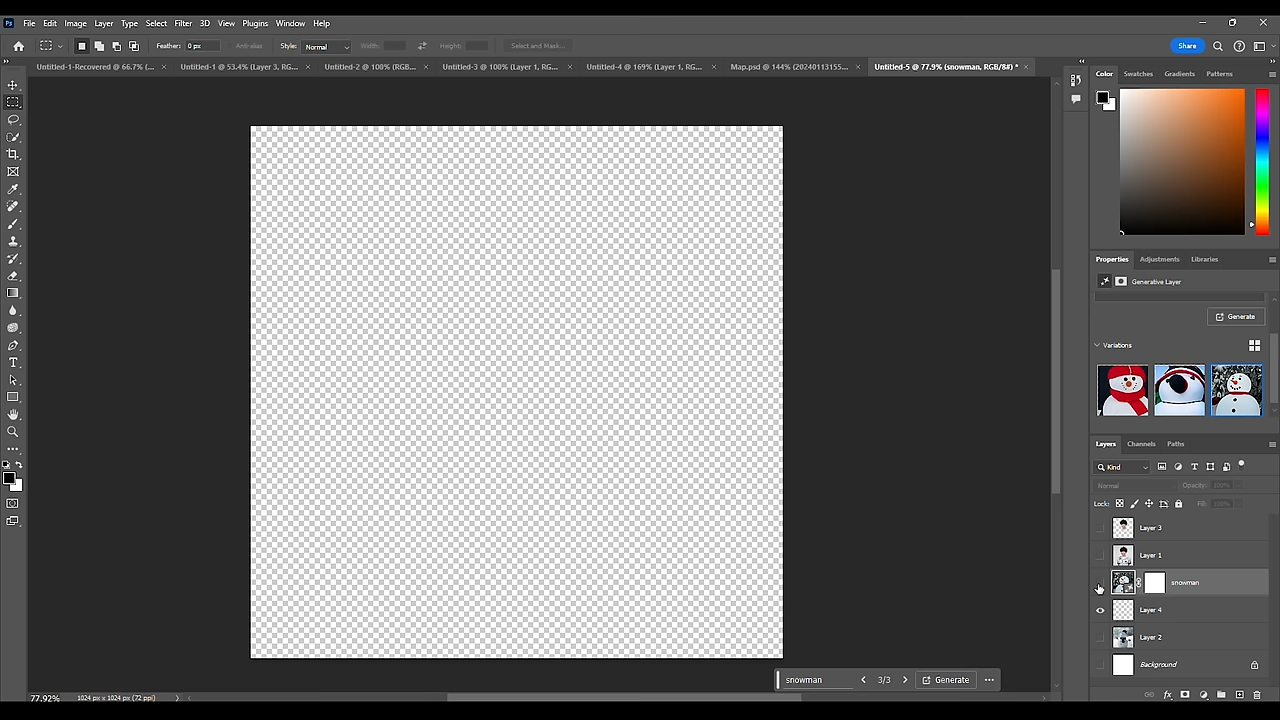 Ps File Edit Image Layer Type Select Filter 3D View Plugins Window Help
Feather: 0 px Anti-alias Style: Normal Width: Height: Select and Mask... Share
Untitled-1-Recovered @ 66.7% (... × Untitled-1 @ 53.4% (Layer 3, RG... × Untitled-2 @ 100% (RGB... × Untitled-3 @ 100% (Layer 1, RG... × Untitled-4 @ 169% (Layer 1, RG... × Map.psd @ 144% (20240113155... × Untitled-5 @ 77.9% (snowman, RGB/8#) * ×
Color Swatches Gradients Patterns
Properties Adjustments Libraries
Generative Layer
Generate
Variations
Layers Channels Paths
Kind
Normal Opacity: 100%
Lock: Fill: 100%
Layer 3
Layer 1
snowman
Layer 4
Layer 2
Background
snowman 3/3 Generate ...
77.92% 1024 px x 1024 px (72 ppi)